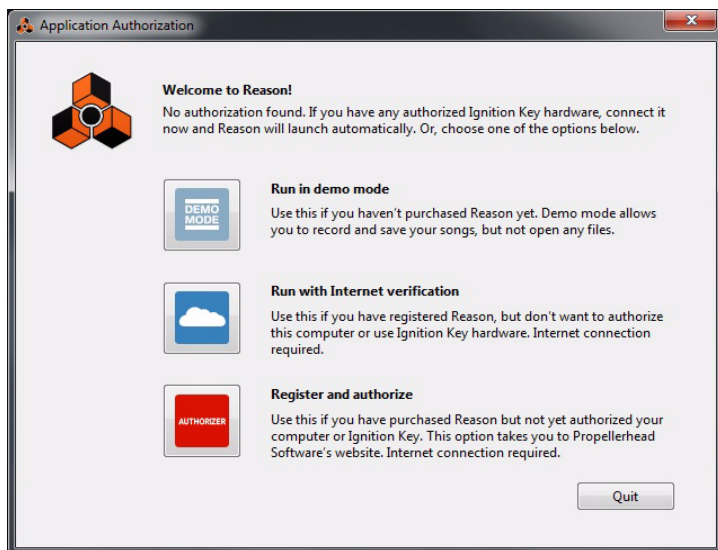 Application Authorization
Welcome to Reason!
No authorization found. If you have any authorized Ignition Key hardware, connect it
now and Reason will launch automatically. Or, choose one of the options below.
DEMO
MODE
Run in demo mode
Use this if you haven't purchased Reason yet. Demo mode allows
you to record and save your songs, but not open any files.
Run with Internet verification
Use this if you have registered Reason, but don't want to authorize
this computer or use Ignition Key hardware. Internet connection
required.
AUTHORIZER
Register and authorize
Use this if you have purchased Reason but not yet authorized your
computer or Ignition Key. This option takes you to Propellerhead
Software's website. Internet connection required.
Quit